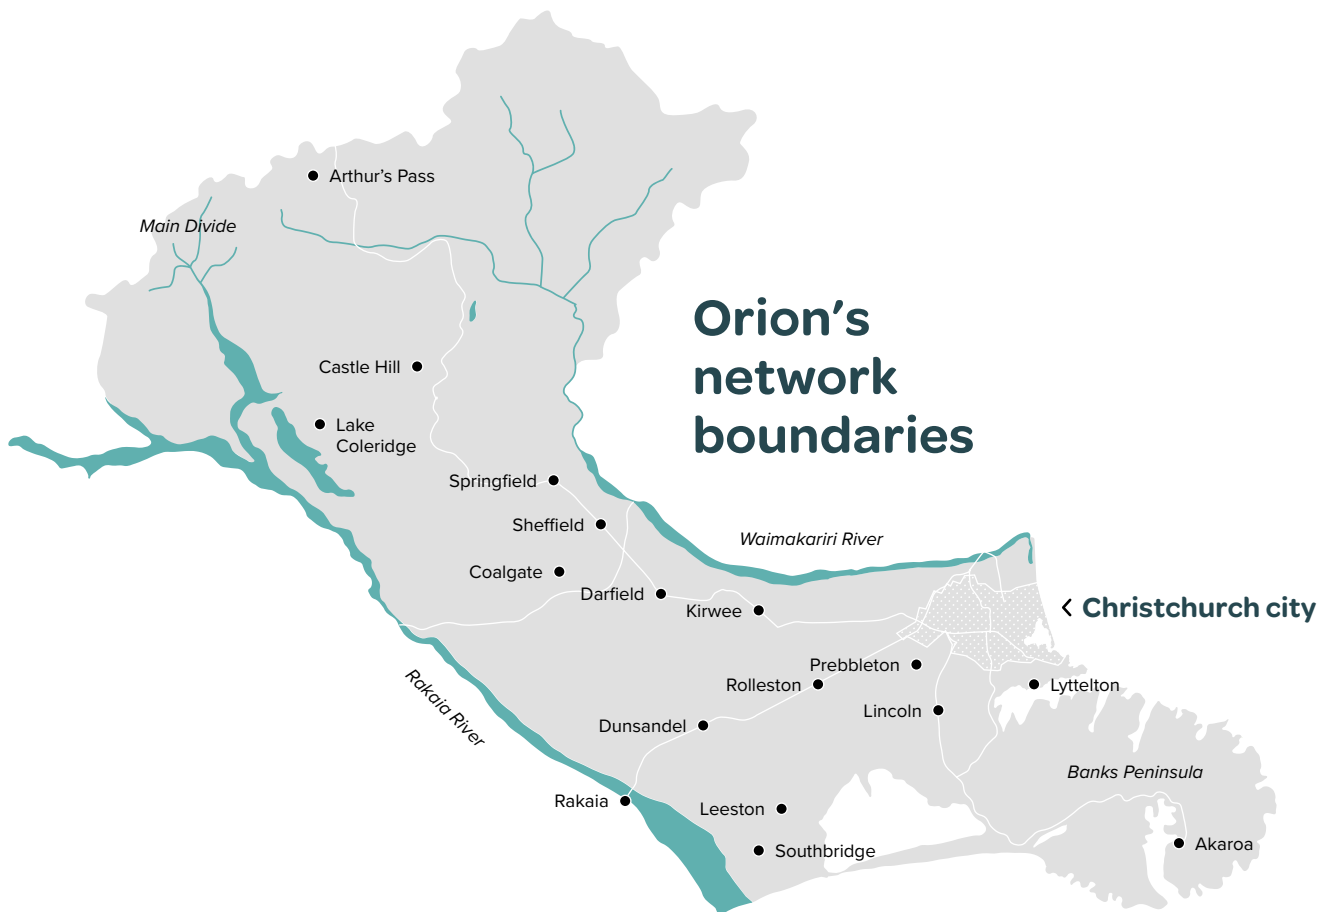 Arthur’s Pass
Main Divide
Orion’s
network
boundaries
Castle Hill
Lake
Coleridge
Springfield
Sheffield
Waimakariri River
Coalgate
Darfield
Kirwee
Christchurch city
Prebbleton
Rolleston
Lyttelton
Rakaia River
Lincoln
Dunsandel
Banks Peninsula
Rakaia
Leeston
Southbridge
Akaroa